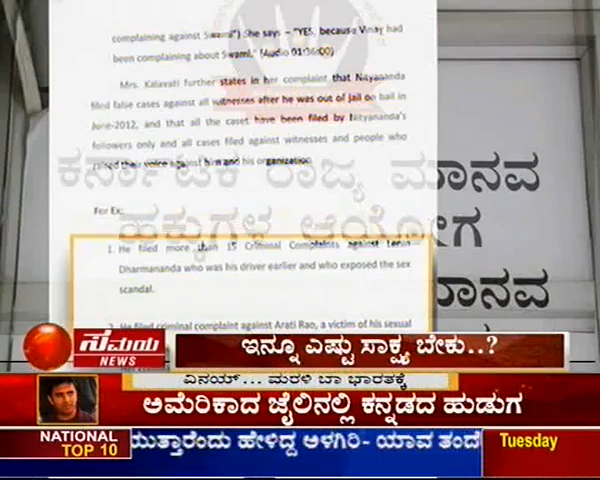 complaining against Swami") She says – "YES, because Vinay had
been complaining about Swami." (Audio 01:36:00)
Mrs. Kalavati further states in her complaint that Nityananda
filed false cases against all witnesses after he was out of Jail on bail in
June-2012, and that all the cases have been filed by Nityananda's
followers only and all cases filed against witnesses and people who
raised their voice against him and his organization.
ಕರ್ನಾಟಕ ರಾಜ್ಯ ಮಾನವ
ಹಕ್ಕುಗಳ ಆಯೋಗ
ಮಾನವ
For Ex:
1. He filed more than 15 Criminal Complaints against Lenin
Dharmananda who was his driver earlier and who exposed the sex
scandal.
2. He filed criminal complaint against Arati Rao, a victim of his sexual
ಸಮಯ
NEWS
ಇನ್ನೂ ಎಷ್ಟು ಸಾಕ್ಷ್ಯ ಬೇಕು..?
ವಿನಯ್... ಮರಳಿ ಬಾ ಭಾರತಕ್ಕೆ
ಅಮೆರಿಕಾದ ಜೈಲಿನಲ್ಲಿ ಕನ್ನಡದ ಹುಡುಗ
NATIONAL
TOP 10
ಯುತ್ತಾರೆಂದು ಹೇಳಿದ್ದ ಅಳಗಿರಿ- ಯಾವ ತಂದೆ
Tuesday